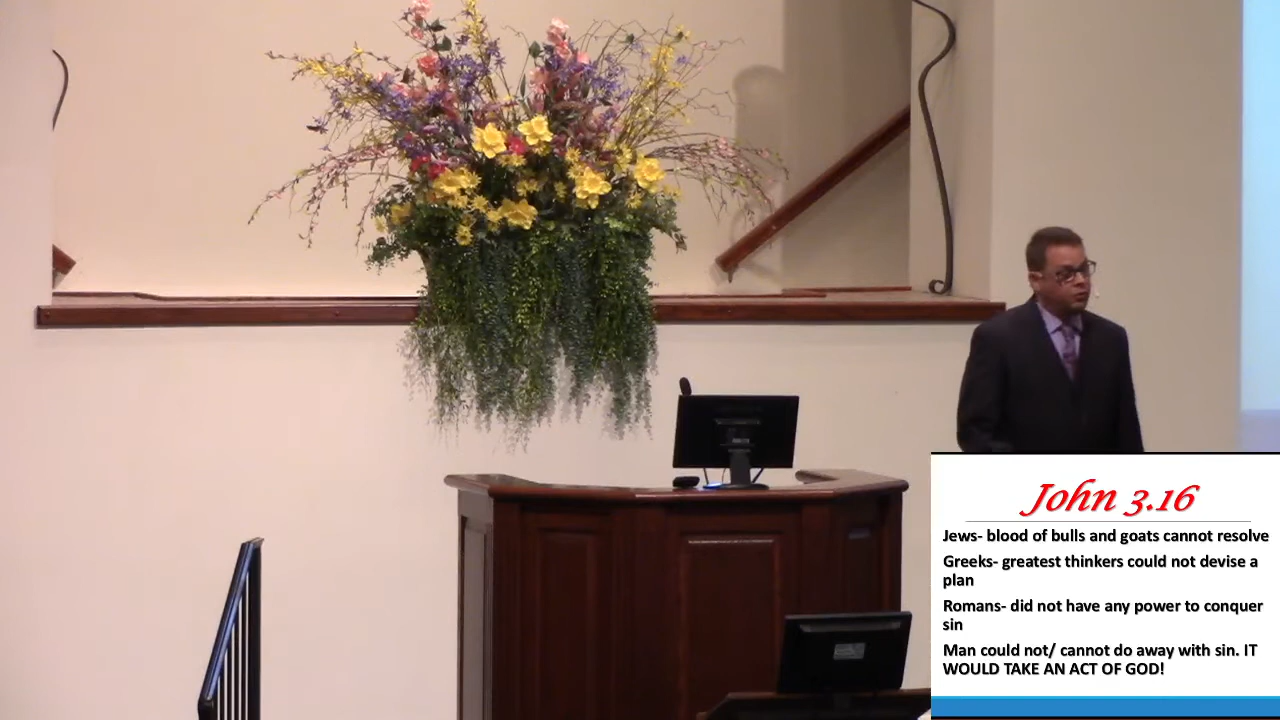 John 3.16
Jews- blood of bulls and goats cannot resolve
Greeks- greatest thinkers could not devise a
plan
Romans- did not have any power to conquer
sin
Man could not/ cannot do away with sin. IT
WOULD TAKE AN ACT OF GOD!